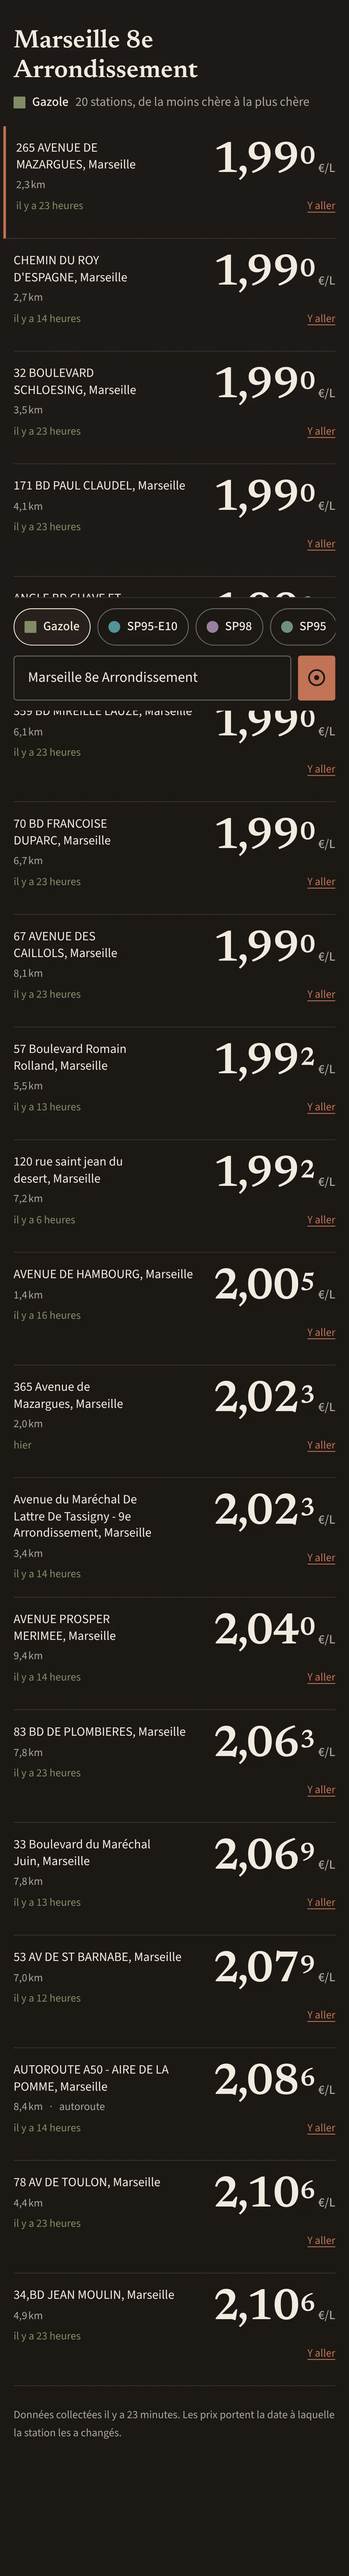 Marseille 8e
Arrondissement
Gazole 20 stations, de la moins chère à la plus chère
265 AVENUE DE
MAZARGUES, Marseille
2,3 km
il y a 23 heures
1,990 €/L
Y aller
CHEMIN DU ROY
D'ESPAGNE, Marseille
2,7 km
il y a 14 heures
1,990 €/L
Y aller
32 BOULEVARD
SCHLOESING, Marseille
3,5 km
il y a 23 heures
1,990 €/L
Y aller
171 BD PAUL CLAUDEL, Marseille
4,1 km
il y a 23 heures
1,990 €/L
Y aller
ANGLE BD CHAVE ET
Gazole
SP95-E10
SP98
SP95
Marseille 8e Arrondissement
359 BD MIREILLE LAUZE, Marseille
6,1 km
il y a 23 heures
1,990 €/L
Y aller
70 BD FRANCOISE
DUPARC, Marseille
6,7 km
il y a 23 heures
1,990 €/L
Y aller
67 AVENUE DES
CAILLOLS, Marseille
8,1 km
il y a 23 heures
1,990 €/L
Y aller
57 Boulevard Romain
Rolland, Marseille
5,5 km
il y a 13 heures
1,992 €/L
Y aller
120 rue saint jean du
desert, Marseille
7,2 km
il y a 6 heures
1,992 €/L
Y aller
AVENUE DE HAMBOURG, Marseille
1,4 km
il y a 16 heures
2,005 €/L
Y aller
365 Avenue de
Mazargues, Marseille
2,0 km
hier
2,023 €/L
Y aller
Avenue du Maréchal De
Lattre De Tassigny - 9e
Arrondissement, Marseille
3,4 km
il y a 14 heures
2,023 €/L
Y aller
AVENUE PROSPER
MERIMEE, Marseille
9,4 km
il y a 14 heures
2,040 €/L
Y aller
83 BD DE PLOMBIERES, Marseille
7,8 km
il y a 23 heures
2,063 €/L
Y aller
33 Boulevard du Maréchal
Juin, Marseille
7,8 km
il y a 13 heures
2,069 €/L
Y aller
53 AV DE ST BARNABE, Marseille
7,0 km
il y a 12 heures
2,079 €/L
Y aller
AUTOROUTE A50 - AIRE DE LA
POMME, Marseille
8,4 km · autoroute
il y a 14 heures
2,086 €/L
Y aller
78 AV DE TOULON, Marseille
4,4 km
il y a 23 heures
2,106 €/L
Y aller
34,BD JEAN MOULIN, Marseille
4,9 km
il y a 23 heures
2,106 €/L
Y aller
Données collectées il y a 23 minutes. Les prix portent la date à laquelle
la station les a changés.